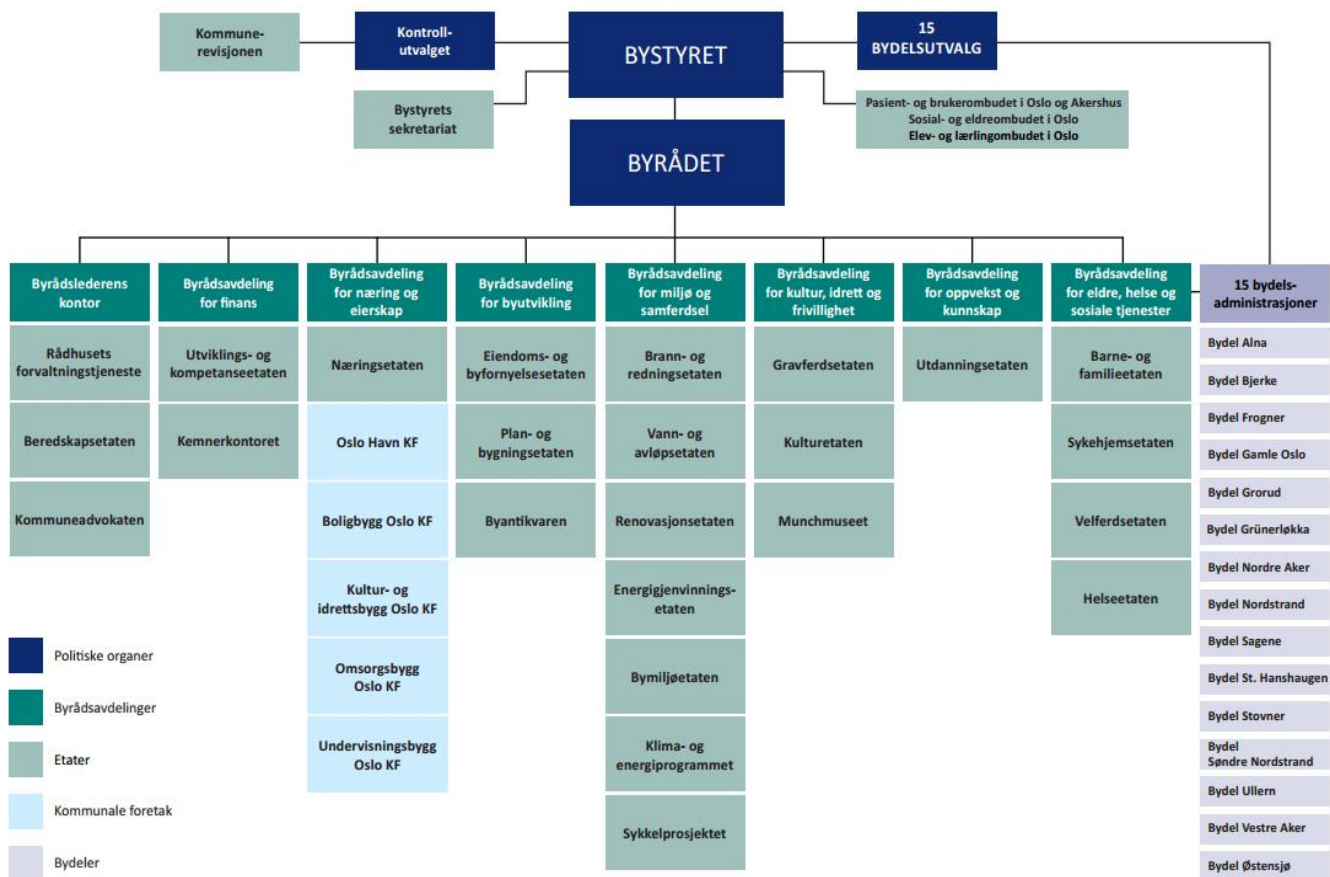 Kommune-
revisjonen
Kontroll-
utvalget
BYSTYRET
15
BYDELSUTVALG
Bystyrets
sekretariat
Pasient- og brukerombudet i Oslo og Akershus
Sosial- og eldreombudet i Oslo
Elev- og lærlingombudet i Oslo
BYRÅDET
Byrådslederens
kontor
Rådhusets
forvaltningstjeneste
Beredskapsetaten
Kommuneadvokaten
Byrådsavdeling
for finans
Utviklings- og
kompetanseetaten
Kemnerkontoret
Byrådsavdeling
for næring og
eierskap
Næringsetaten
Oslo Havn KF
Boligbygg Oslo KF
Kultur- og
idrettsbygg Oslo KF
Omsorgsbygg
Oslo KF
Undervisningsbygg
Oslo KF
Byrådsavdeling
for byutvikling
Eiendoms- og
byfornyelsesetaten
Plan- og
bygningsetaten
Byantikvaren
Byrådsavdeling
for miljø og
samferdsel
Brann- og
redningsetaten
Vann- og
avløpsetaten
Renovasjonsetaten
Energigjenvinnings-
etaten
Bymiljøetaten
Klima- og
energiprogrammet
Sykkelprosjektet
Byrådsavdeling
for kultur, idrett og
frivillighet
Gravferdsetaten
Kulturetaten
Munchmuseet
Byrådsavdeling
for oppvekst og
kunnskap
Utdanningsetaten
Byrådsavdeling
for eldre, helse og
sosiale tjenester
Barne- og
familieetaten
Sykehjemsetaten
Velferdsetaten
Helseetaten
15 bydels-
administrasjoner
Bydel Alna
Bydel Bjerke
Bydel Frogner
Bydel Gamle Oslo
Bydel Grorud
Bydel Grünerløkka
Bydel Nordre Aker
Bydel Nordstrand
Bydel Sagene
Bydel St. Hanshaugen
Bydel Stovner
Bydel
Søndre Nordstrand
Bydel Ullern
Bydel Vestre Aker
Bydel Østensjø
Politiske organer
Byrådsavdelinger
Etater
Kommunale foretak
Bydeler